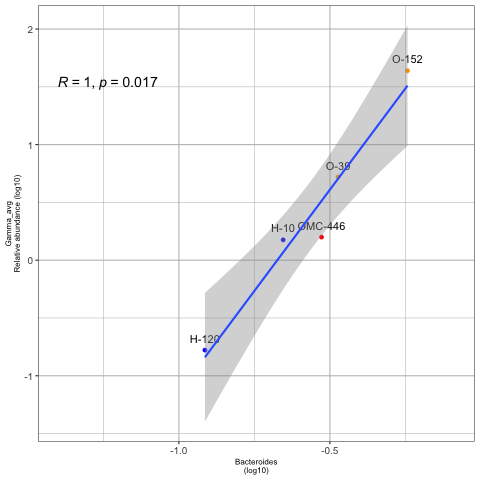 2
R = 1, p = 0.017
O-152
1
O-39
H-10
OMC-446
0
H-120
-1
-1.0
-0.5
Gamma_avg
Relative abundance (log10)
Bacteroides
(log10)